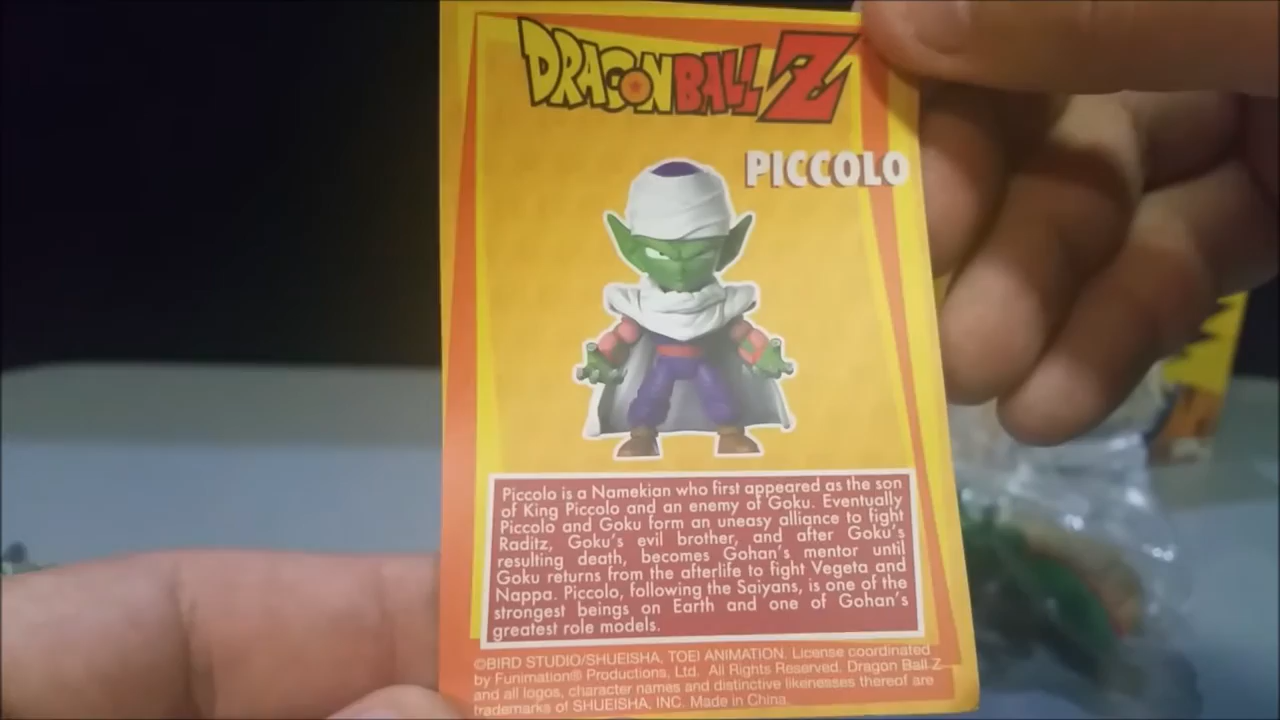 DRAGON BALL Z
PICCOLO
Piccolo is a Namekian who first appeared as the son
of King Piccolo and an enemy of Goku. Eventually
Piccolo and Goku form an uneasy alliance to fight
Raditz, Goku's evil brother, and after Goku's
resulting death, becomes Gohan's mentor until
Goku returns from the afterlife to fight Vegeta and
Nappa. Piccolo, following the Saiyans, is one of the
strongest beings on Earth and one of Gohan's
greatest role models.
©BIRD STUDIO/SHUEISHA, TOEI ANIMATION. License coordinated
by Funimation® Productions, Ltd. All Rights Reserved. Dragon Ball Z
and all logos, character names and distinctive likenesses thereof are
trademarks of SHUEISHA, INC. Made in China.